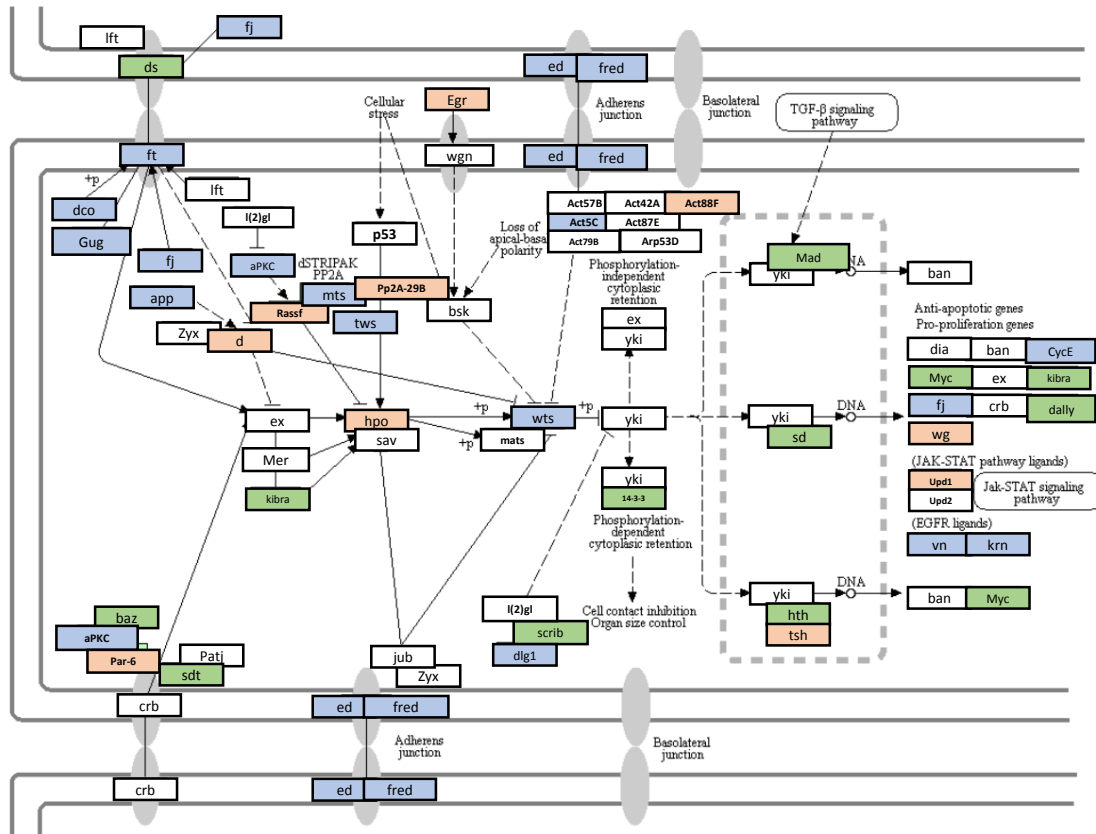 lft
fj
ds
ed
fred
Cellular
stress
Egr
Adherens
junction
Basolateral
junction
TGF-β signaling
pathway
ft
wgn
ed
fred
+p
lft
dco
l(2)gl
Gug
fj
p53
Act57B
Act42A
Act88F
Act5C
Act87E
Act79B
Arp53D
Loss of
apical-basal
polarity
Mad
yki
NA
ban
aPKC
dSTRIPAK
PP2A
Phosphorylation-
independent
cytoplasic
retention
app
Rassf
mts
Pp2A-29B
tws
bsk
Zyx
d
ex
yki
Anti-apoptotic genes
Pro-proliferation genes
dia
ban
CycE
Myc
ex
kibra
fj
crb
dally
wg
ex
hpo
sav
+p
+p
wts
mats
+p
yki
yki
sd
DNA
Mer
kibra
yki
14-3-3
Phosphorylation-
dependent
cytoplasic retention
(JAK-STAT pathway ligands)
Upd1
Upd2
Jak-STAT signaling
pathway
(EGFR ligands)
vn
krn
Cell contact inhibition
Organ size control
yki
hth
tsh
DNA
ban
Myc
l(2)gl
scrib
dlg1
baz
aPKC
Par-6
Patj
sdt
jub
Zyx
crb
ed
fred
Adherens
junction
Basolateral
junction
crb
ed
fred